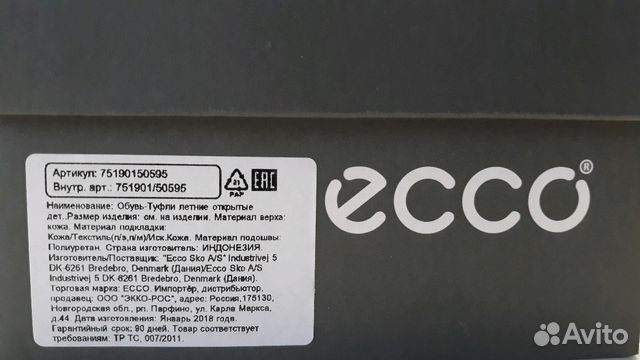 Артикул: 75190150595
Внутр. арт.: 751901/50595
21
PAP
EAC
ecco®
Наименование: Обувь-Туфли летние открытые
дет..Размер изделия: см. на изделии. Материал верха:
кожа. Материал подкладки:
Кожа/Текстиль(п/э,п/м)/Иск.Кожа. Материал подошвы:
Полиуретан. Страна изготовитель: ИНДОНЕЗИЯ.
Изготовитель/Поставщик: "Ecco Sko A/S" Industrivej 5
DK-6261 Bredebro, Denmark (Дания)/Ecco Sko A/S
Industrivej 5 DK-6261 Bredebro, Denmark (Дания).
Торговая марка: ECCO. Импортёр, дистрибьютор,
продавец: ООО "ЭККО-РОС", адрес: Россия,175130,
Новгородская обл., рп. Парфино, ул. Карла Маркса,
д.44. Дата изготовления: Январь 2018 года.
Гарантийный срок: 90 дней. Товар соответствует
требованиям: ТР ТС, 007/2011.
Avito